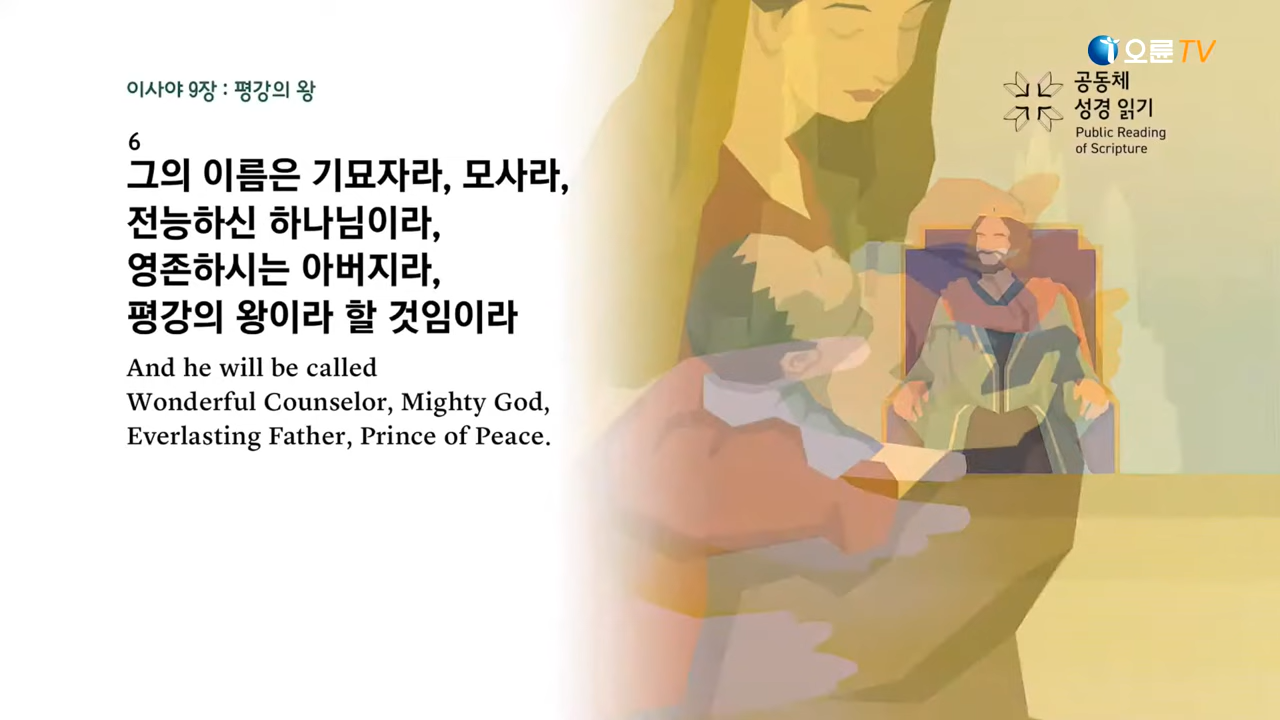 오륜TV
이사야 9장 : 평강의 왕
공동체
성경 읽기
Public Reading
of Scripture
6
그의 이름은 기묘자라, 모사라,
전능하신 하나님이라,
영존하시는 아버지라,
평강의 왕이라 할 것임이라
And he will be called
Wonderful Counselor, Mighty God,
Everlasting Father, Prince of Peace.